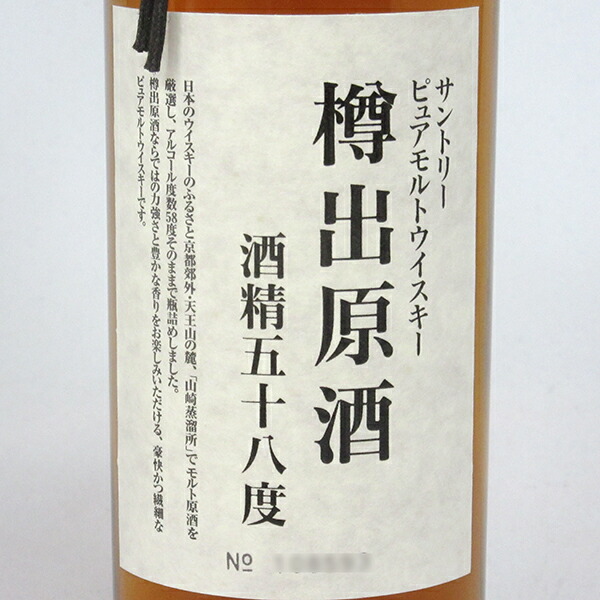 サントリー
ピュアモルトウイスキー
樽出原酒
酒精五十八度
日本のウイスキーのふるさと京都郊外・天王山の麓、「山崎蒸溜所」でモルト原酒を
厳選し、アルコール度数58度そのままで瓶詰めしました。
樽出原酒ならではの力強さと豊かな香りをお楽しみいただける、豪快かつ繊細な
ピュアモルトウイスキーです。
№